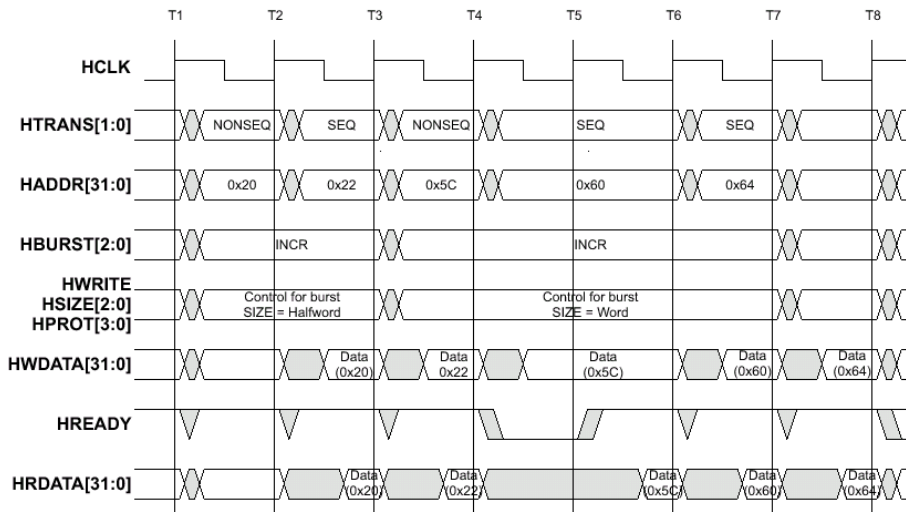 T1 T2 T3 T4 T5 T6 T7 T8
HCLK
HTRANS[1:0] NONSEQ SEQ NONSEQ SEQ SEQ
HADDR[31:0] 0x20 0x22 0x5C 0x60 0x64
HBURST[2:0] INCR INCR
HWRITE
HSIZE[2:0]
HPROT[3:0]
Control for burst
SIZE = Halfword
Control for burst
SIZE = Word
HWDATA[31:0]
Data
(0x20)
Data
0x22
Data
(0x5C)
Data
(0x60)
Data
(0x64)
HREADY
HRDATA[31:0]
Data
(0x20)
Data
(0x22)
Data
(0x5C)
Data
(0x60)
Data
(0x64)